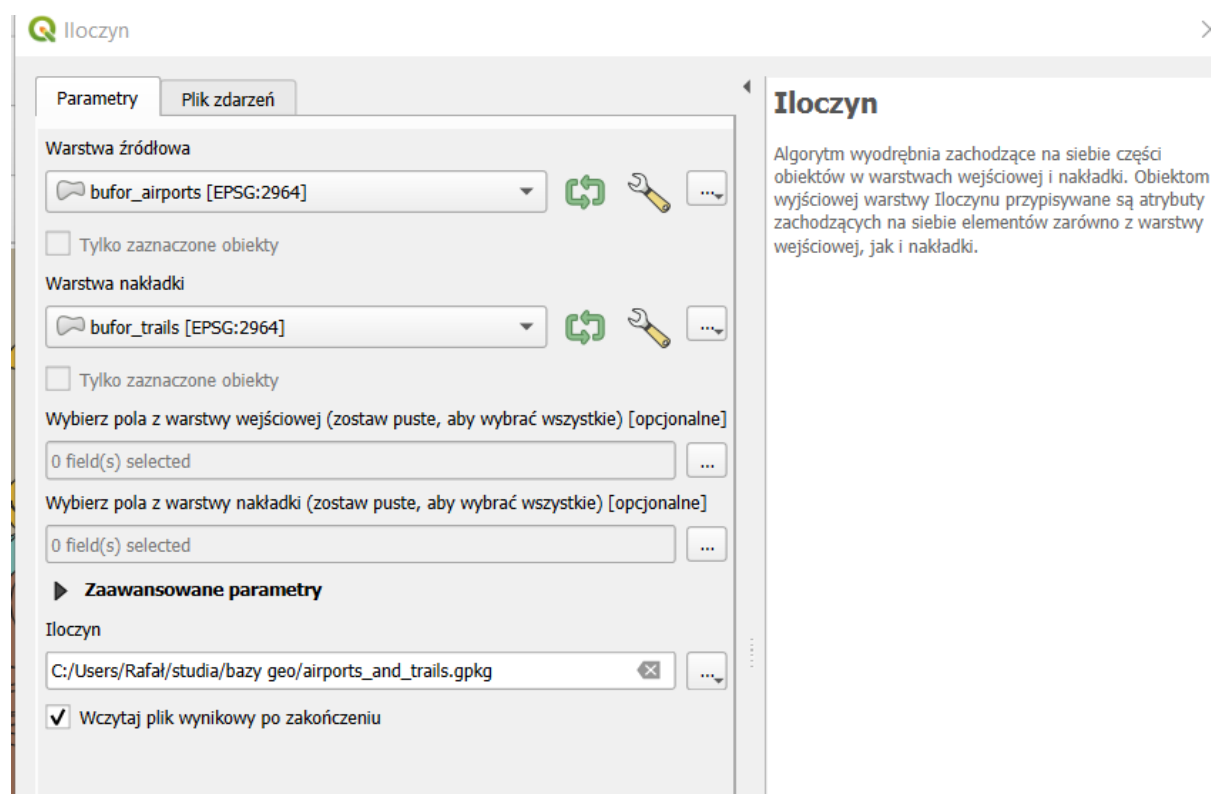 Iloczyn
Parametry
Plik zdarzeń
Warstwa źródłowa
bufor_airports [EPSG:2964]
...
Tylko zaznaczone obiekty
Warstwa nakładki
bufor_trails [EPSG:2964]
...
Tylko zaznaczone obiekty
Wybierz pola z warstwy wejściowej (zostaw puste, aby wybrać wszystkie) [opcjonalne]
0 field(s) selected
...
Wybierz pola z warstwy nakładki (zostaw puste, aby wybrać wszystkie) [opcjonalne]
0 field(s) selected
...
Zaawansowane parametry
Iloczyn
C:/Users/Rafał/studia/bazy geo/airports_and_trails.gpkg
...
Wczytaj plik wynikowy po zakończeniu
Iloczyn
Algorytm wyodrębnia zachodzące na siebie części
obiektów w warstwach wejściowej i nakładki. Obiektom
wyjściowej warstwy Iloczynu przypisywane są atrybuty
zachodzących na siebie elementów zarówno z warstwy
wejściowej, jak i nakładki.